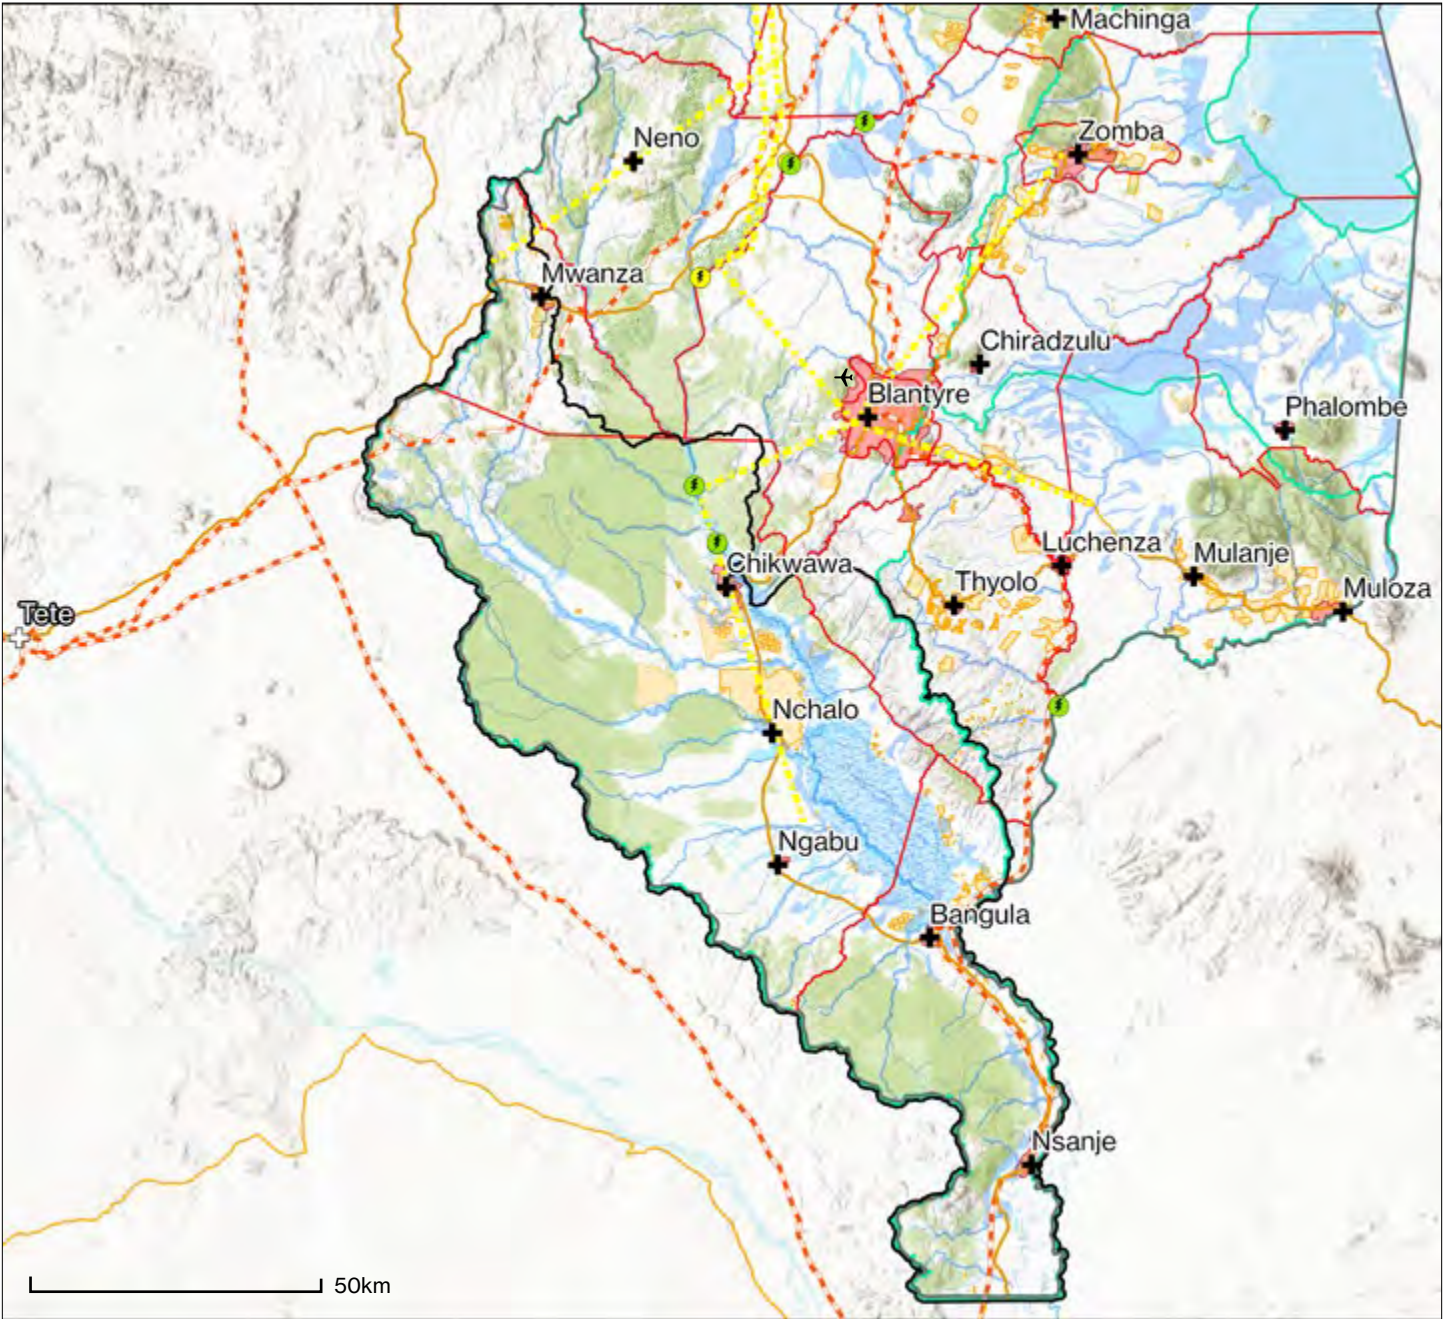 Machinga
Zomba
Neno
Mwanza
Chiradzulu
Blantyre
Phalombe
Luchenza
Mulanje
Chikwawa
Thyolo
Muloza
Tete
Nchalo
Ngabu
Bangula
Nsanje
50km